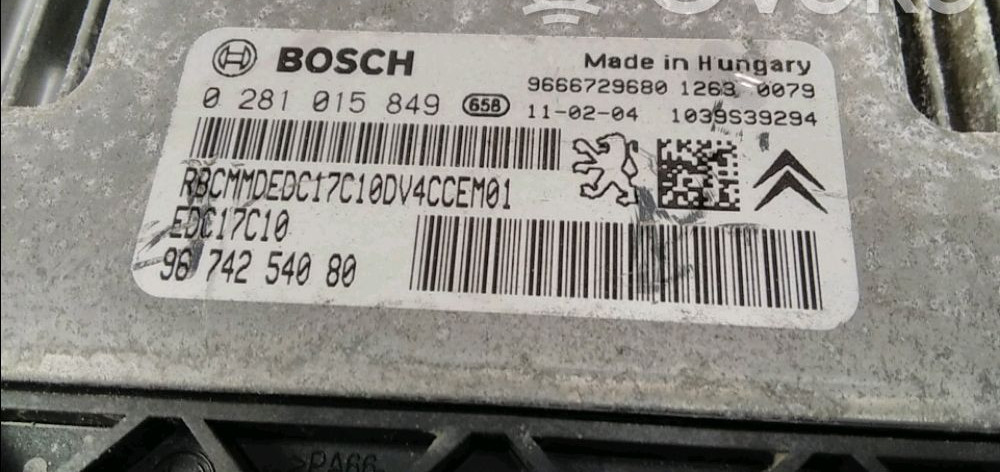 BOSCH
Made in Hungary
9666729680 1263 0079
0 281 015 849 658
11-02-04 1039S39294
RBCMMDEDC17C10DV4CCEM01
EDC17C10
96 742 540 80
>PA66